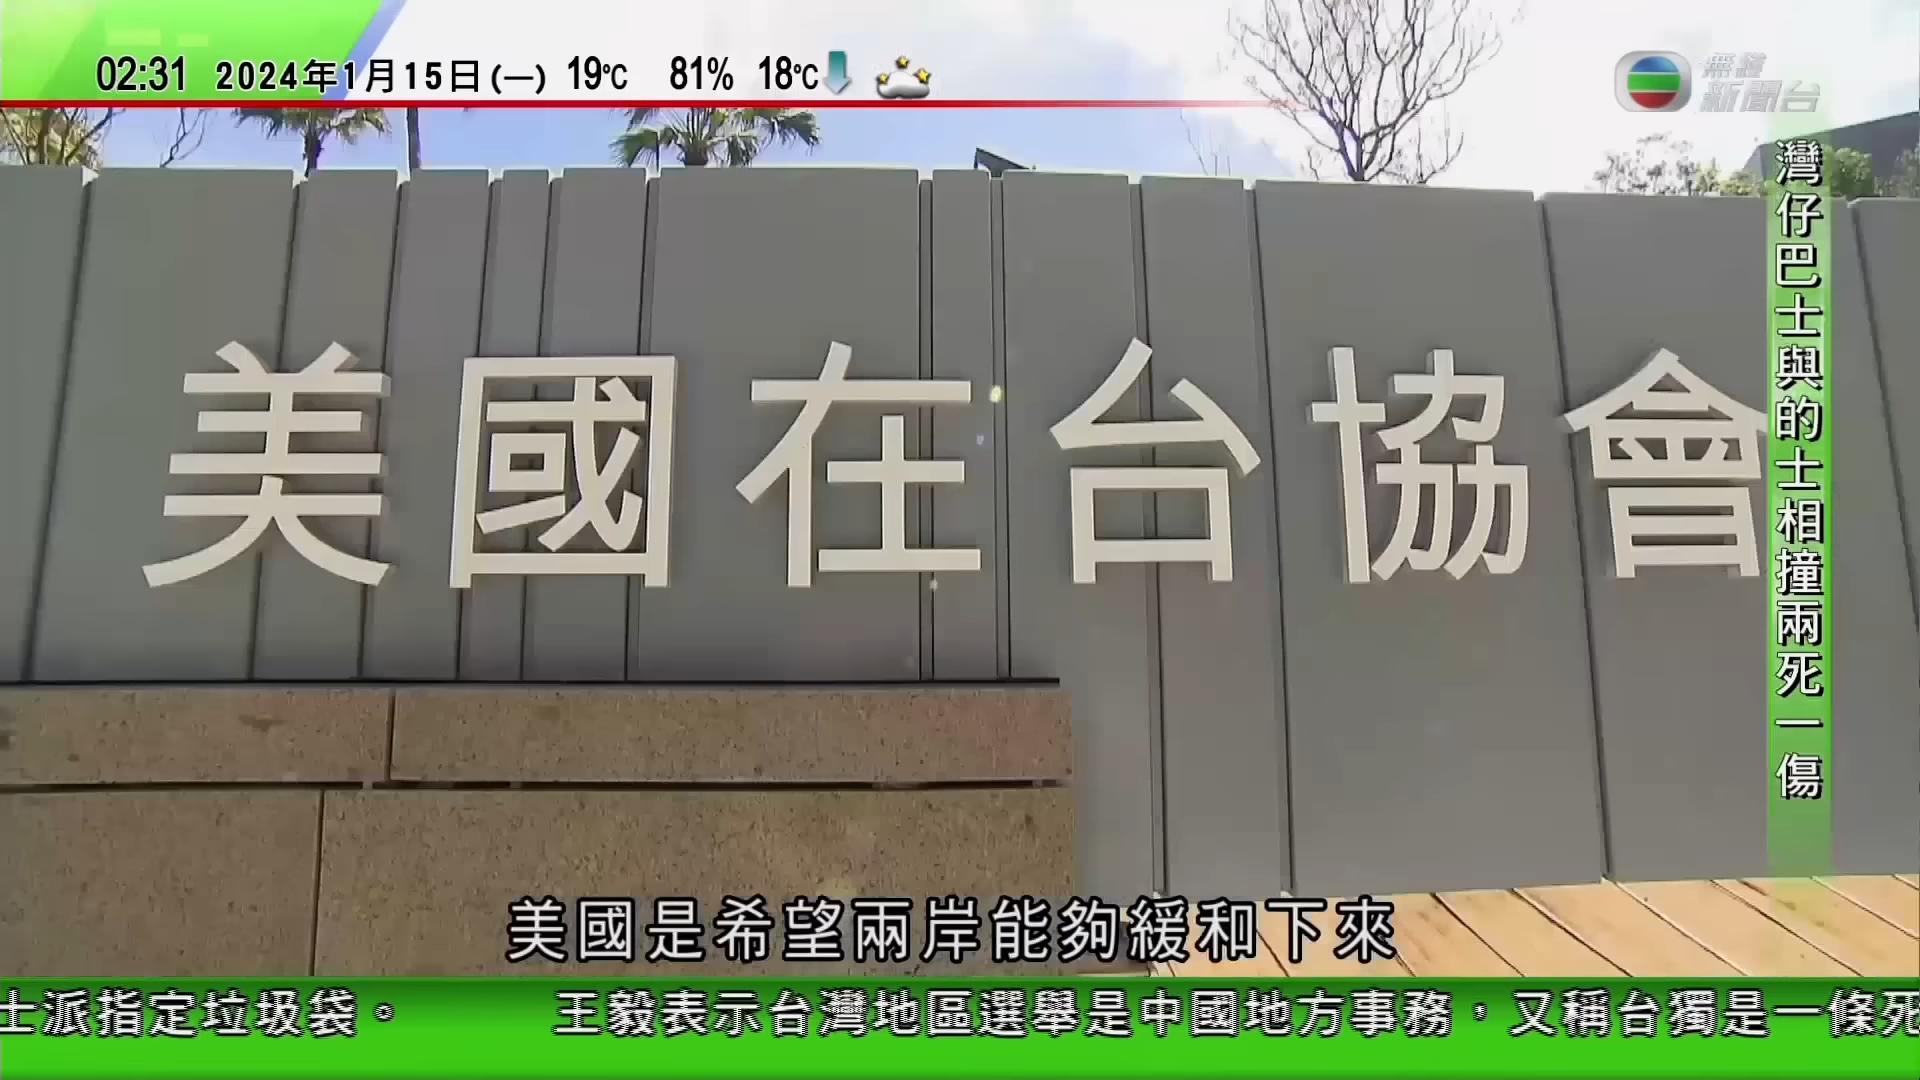 02:31 2024年1月15日(一) 19℃ 81% 18℃
無綫新聞台
灣仔巴士與的士相撞兩死一傷
美國在台協會
美國是希望兩岸能夠緩和下來
士派指定垃圾袋。 王毅表示台灣地區選舉是中國地方事務，又稱台獨是一條死